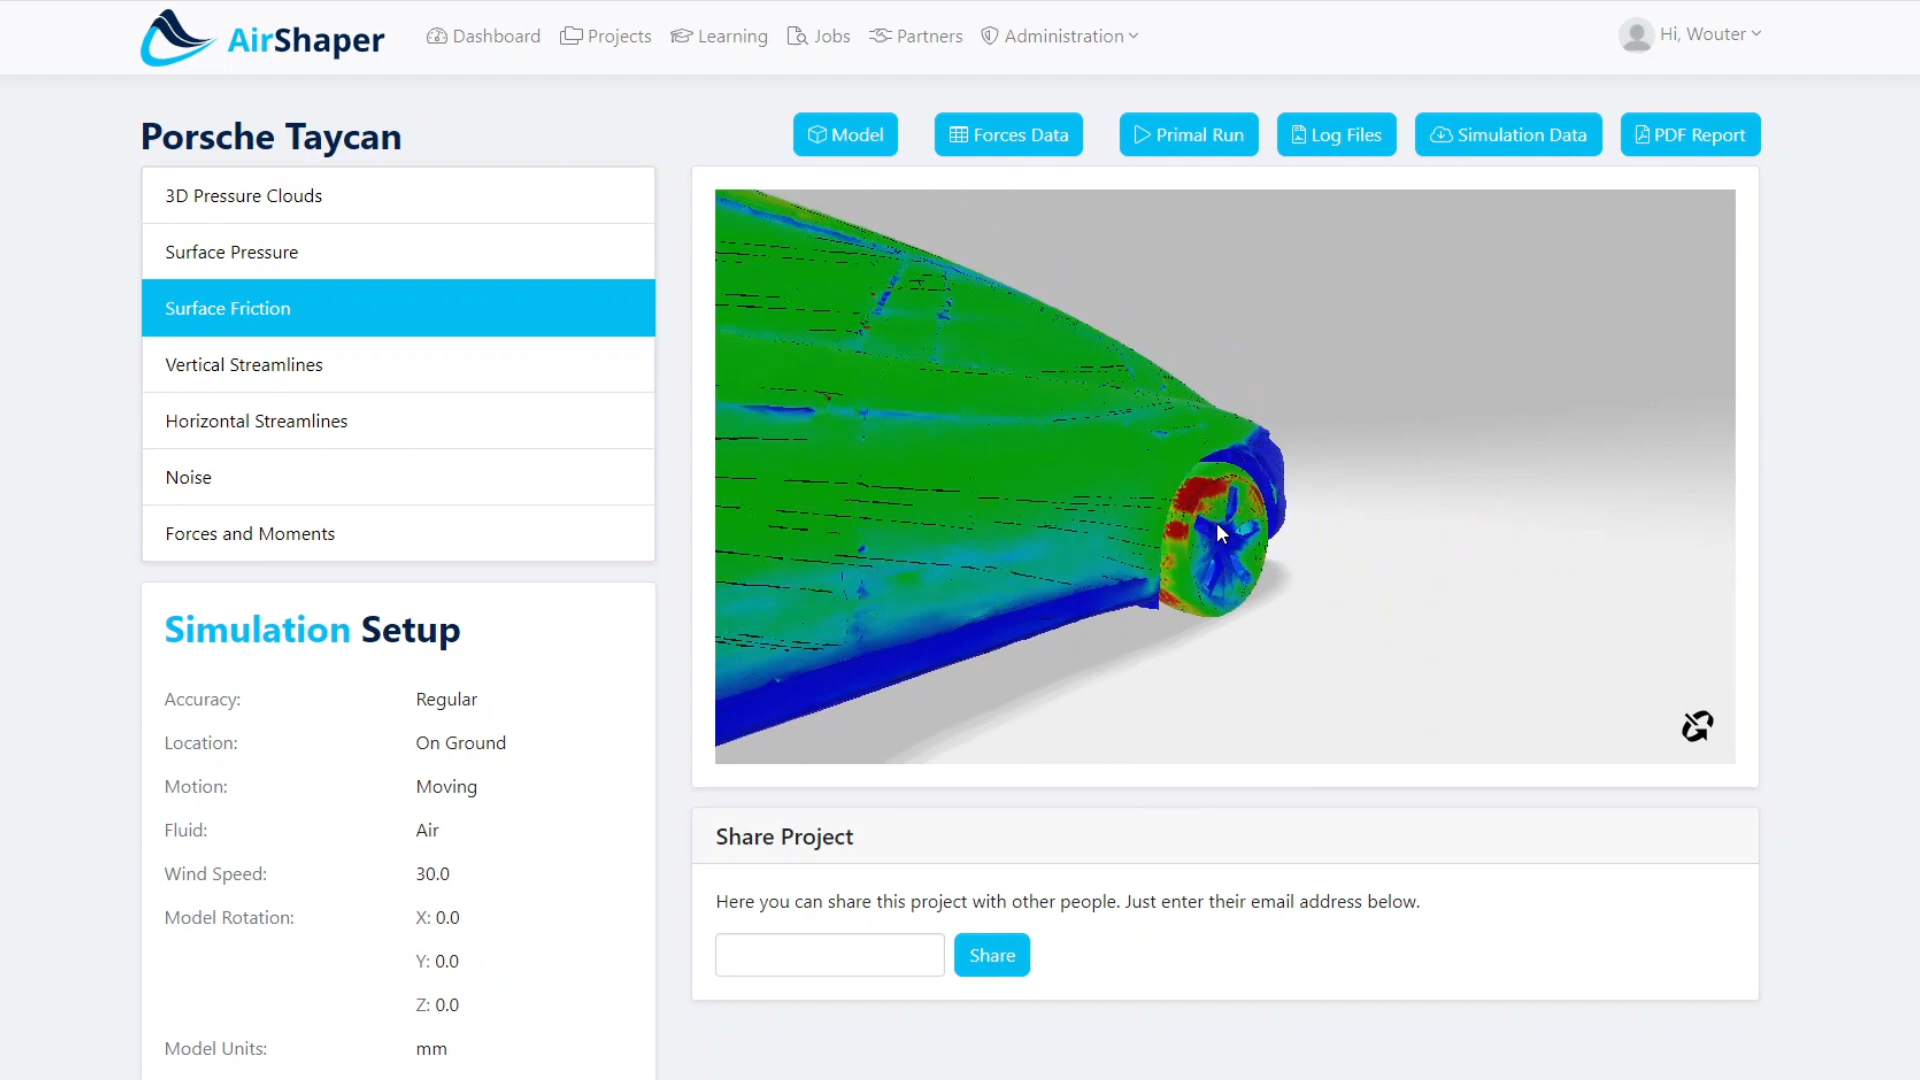 AirShaper
Dashboard Projects Learning Jobs Partners Administration
Hi, Wouter
Porsche Taycan
Model Forces Data Primal Run Log Files Simulation Data PDF Report
3D Pressure Clouds
Surface Pressure
Surface Friction
Vertical Streamlines
Horizontal Streamlines
Noise
Forces and Moments
Simulation Setup
Accuracy: Regular
Location: On Ground
Motion: Moving
Fluid: Air
Wind Speed: 30.0
Model Rotation: X: 0.0
Y: 0.0
Z: 0.0
Model Units: mm
Share Project
Here you can share this project with other people. Just enter their email address below.
Share